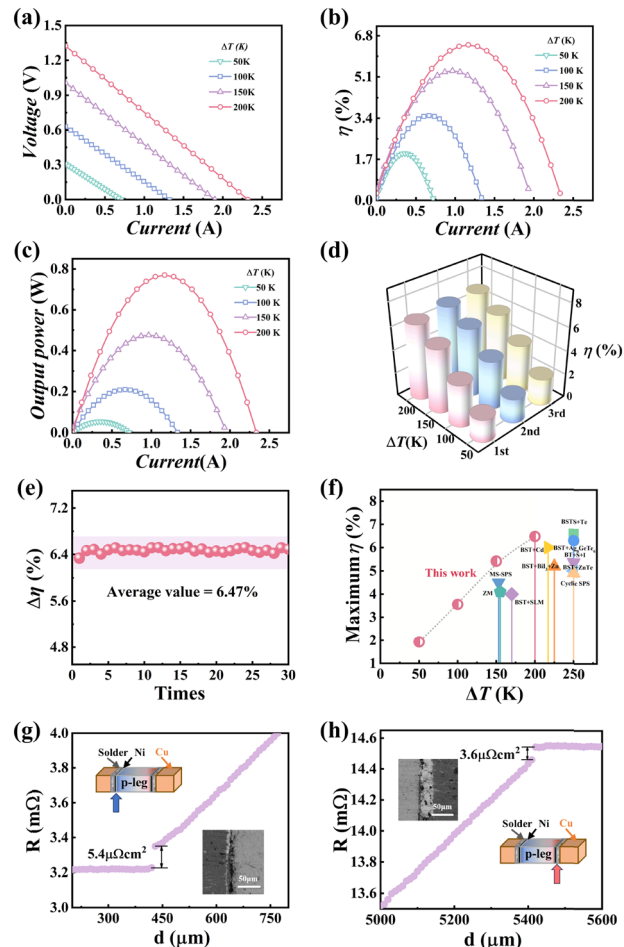 (a)
ΔT (K)
50K
100K
150K
200K
Voltage (V)
1.5
1.2
0.9
0.6
0.3
0.0
0.0 0.5 1.0 1.5 2.0 2.5
Current (A)
(b)
ΔT (K)
50 K
100 K
150 K
200 K
η (%)
6.8
5.1
3.4
1.7
0.0
0.0 0.5 1.0 1.5 2.0 2.5
Current (A)
(c)
ΔT (K)
50 K
100 K
150 K
200 K
Output power (W)
0.8
0.6
0.4
0.2
0.0
0.0 0.5 1.0 1.5 2.0 2.5
Current(A)
(d)
8
6
4
2
0
η (%)
200
150
100
50
ΔT(K)
1st
2nd
3rd
(e)
Δη (%)
7.2
6.4
5.6
4.8
Average value = 6.47%
0 5 10 15 20 25 30
Times
(f)
Maximum η (%)
8
7
6
5
4
3
2
1
This work
BSTS+Te
BST+Cd
BT+S+I
BST+ZnTe
Cyclic SPS
MS-SPS
ZM
BST+SLM
0 50 100 150 200 250
ΔT (K)
(g)
R (mΩ)
4.0
3.8
3.6
3.4
3.2
3.0
Solder Ni Cu
p-leg
5.4μΩcm²
50μm
400 600 800
d (μm)
(h)
R (mΩ)
14.6
14.4
14.2
14.0
13.8
13.6
3.6μΩcm²
50μm
Solder Ni Cu
p-leg
5000 5200 5400 5600
d (μm)